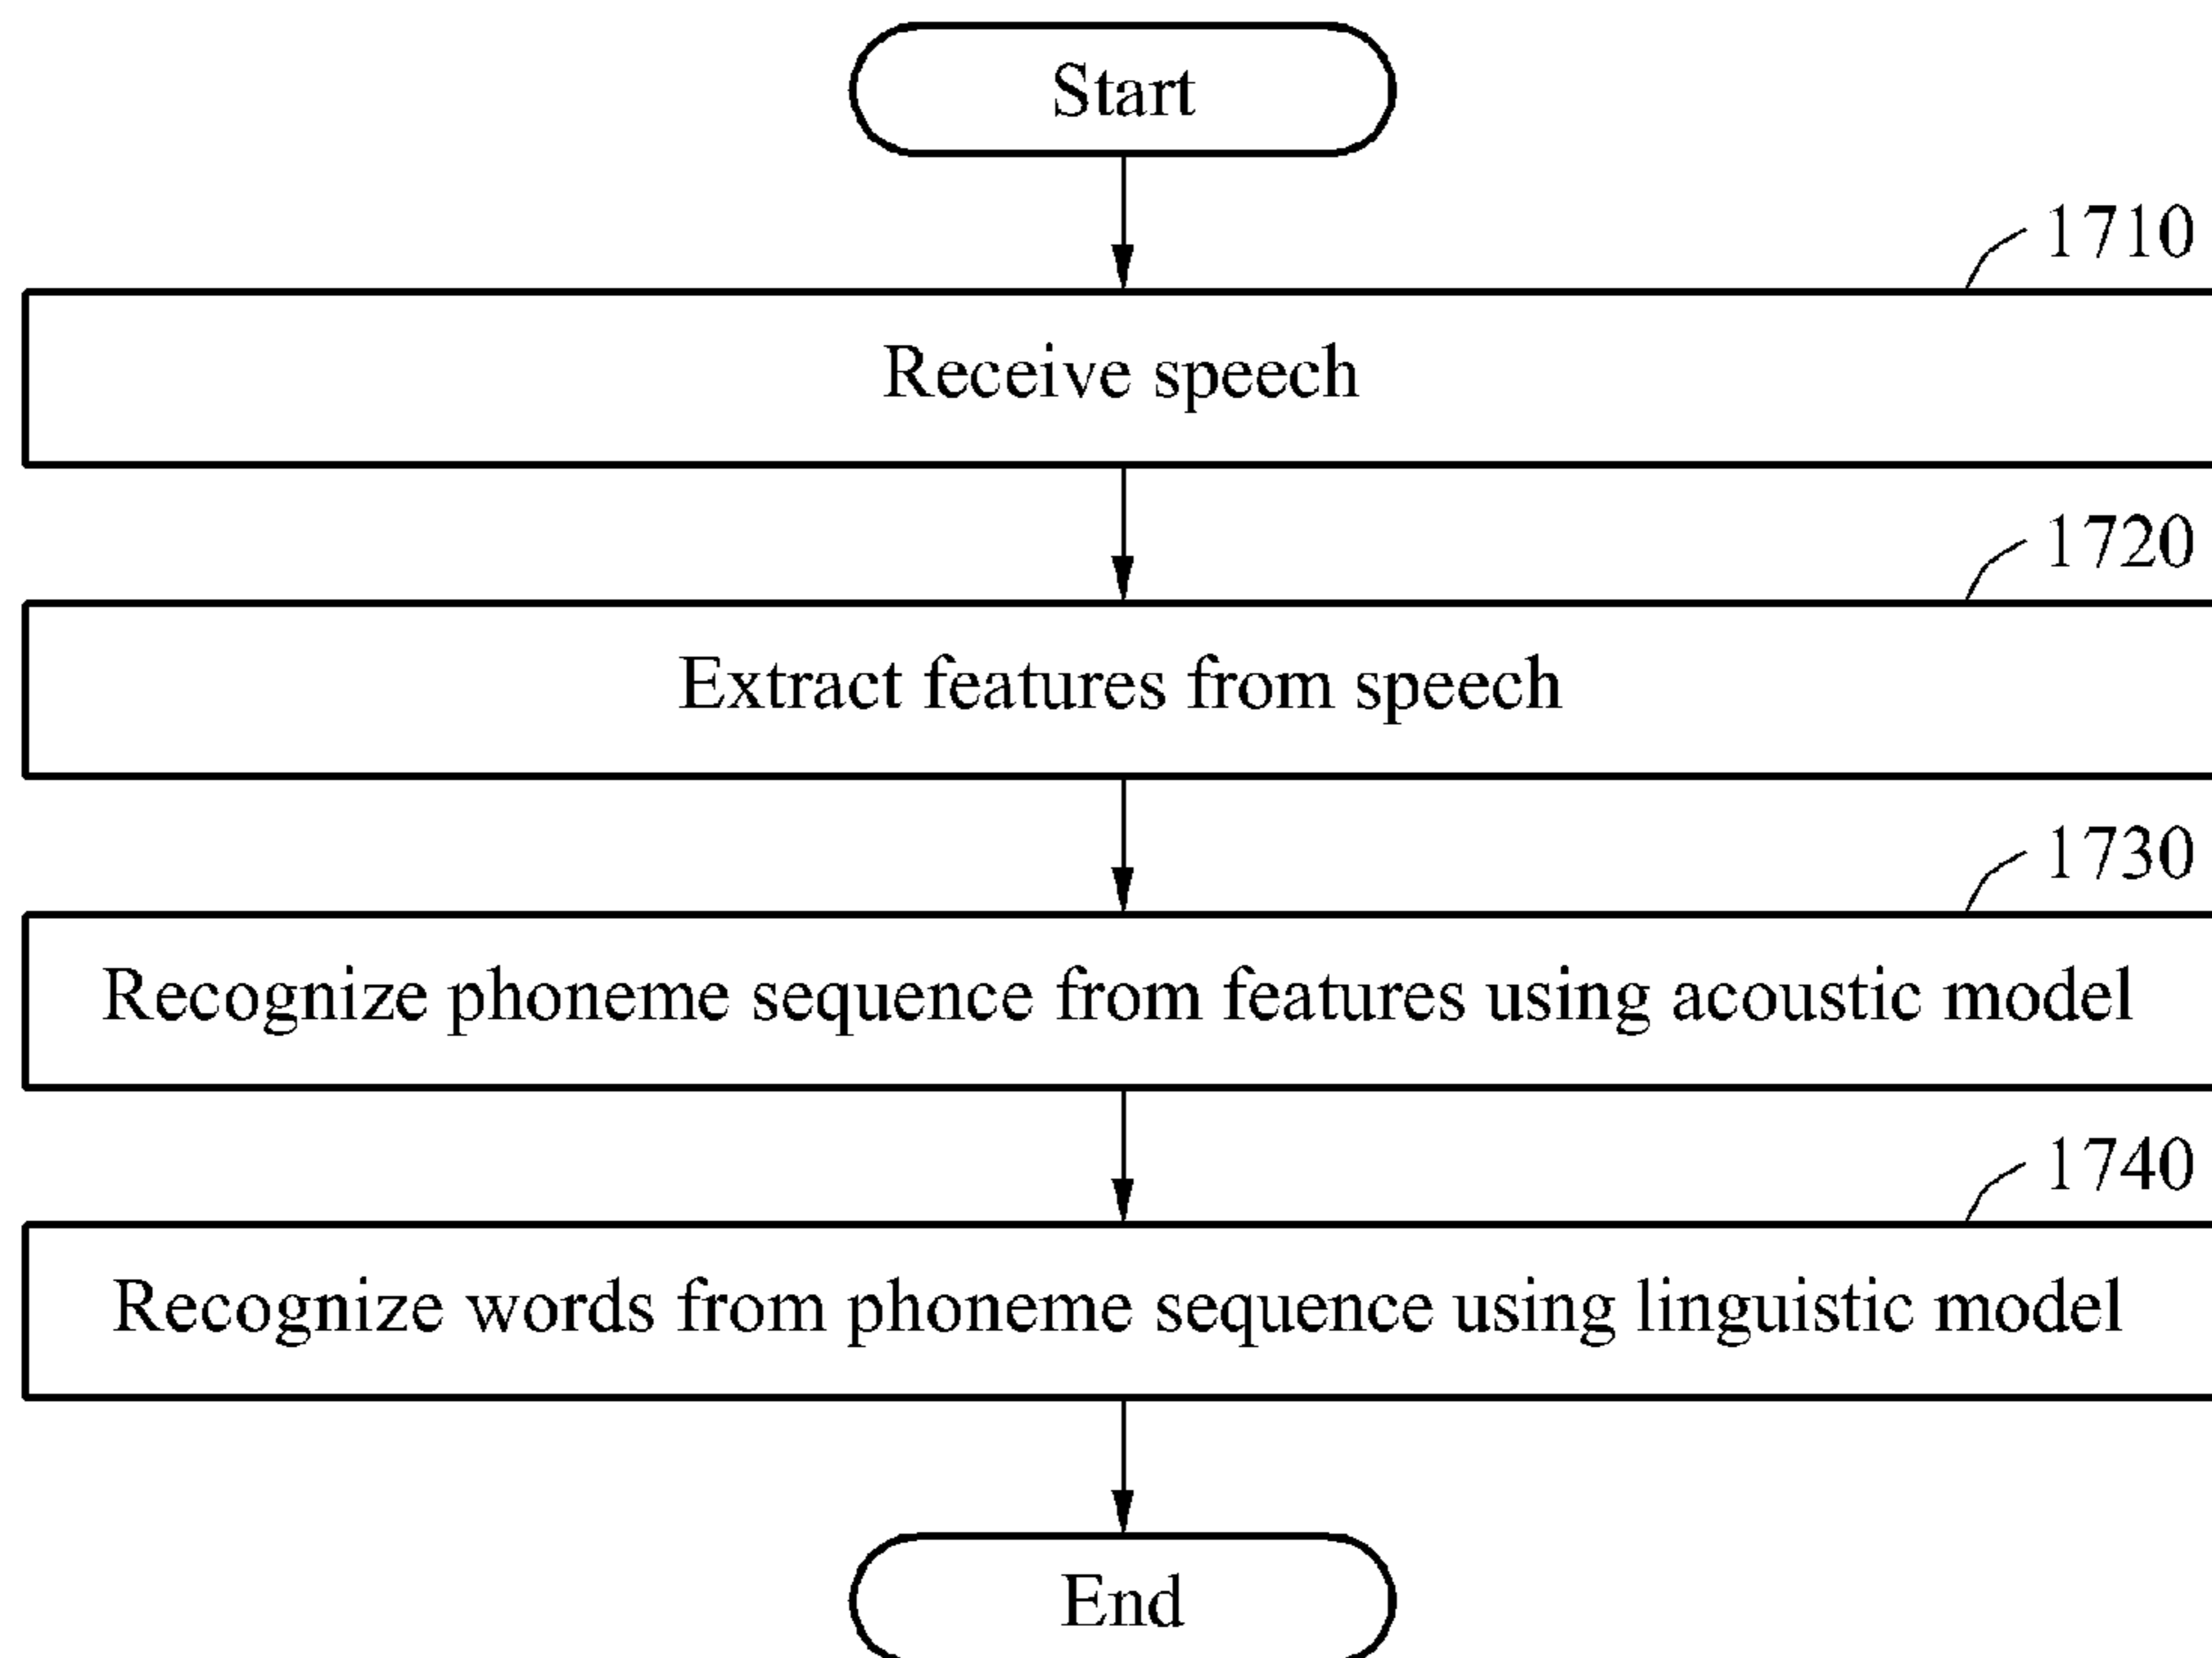 Start
1710
Receive speech
1720
Extract features from speech
1730
Recognize phoneme sequence from features using acoustic model
1740
Recognize words from phoneme sequence using linguistic model
End